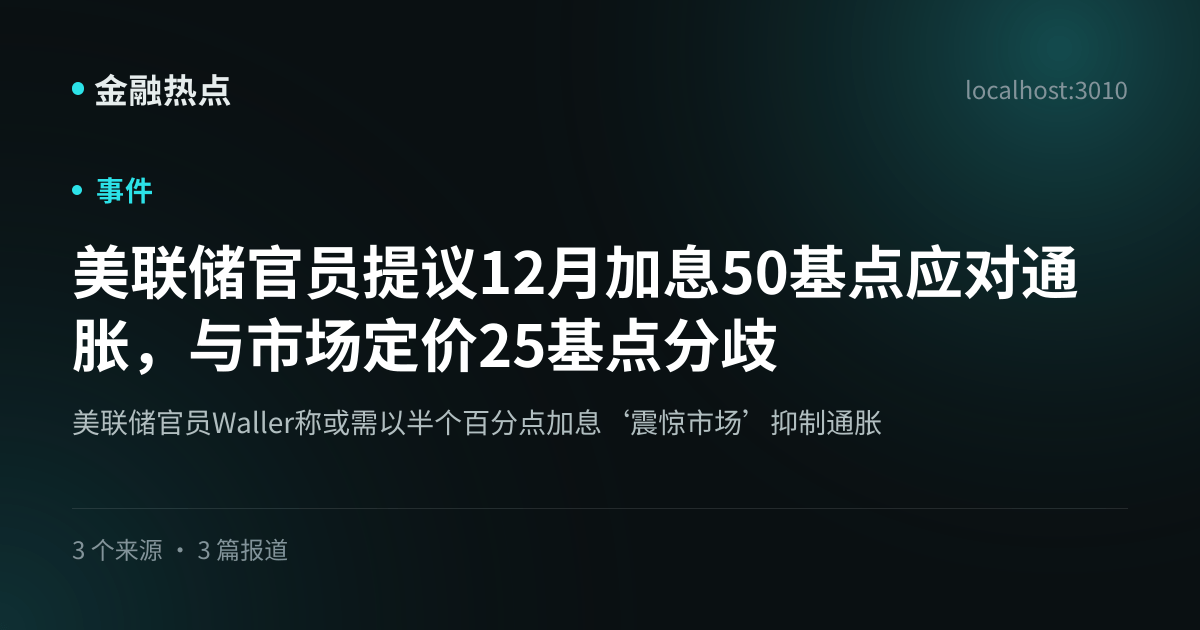 金融热点
localhost:3010
事件
美联储官员提议12月加息50基点应对通
胀，与市场定价25基点分歧
美联储官员Waller称或需以半个百分点加息‘震惊市场’抑制通胀
3 个来源 · 3 篇报道